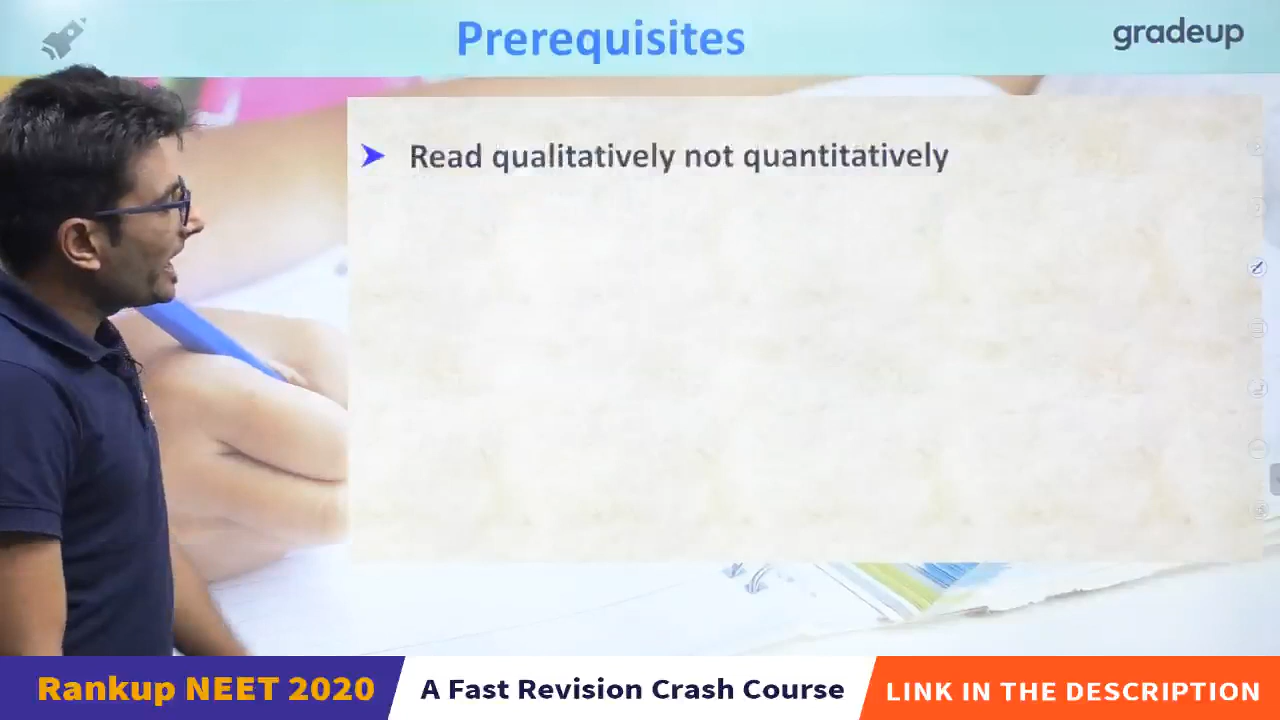 Prerequisites
gradeup
Read qualitatively not quantitatively
Rankup NEET 2020
A Fast Revision Crash Course
LINK IN THE DESCRIPTION